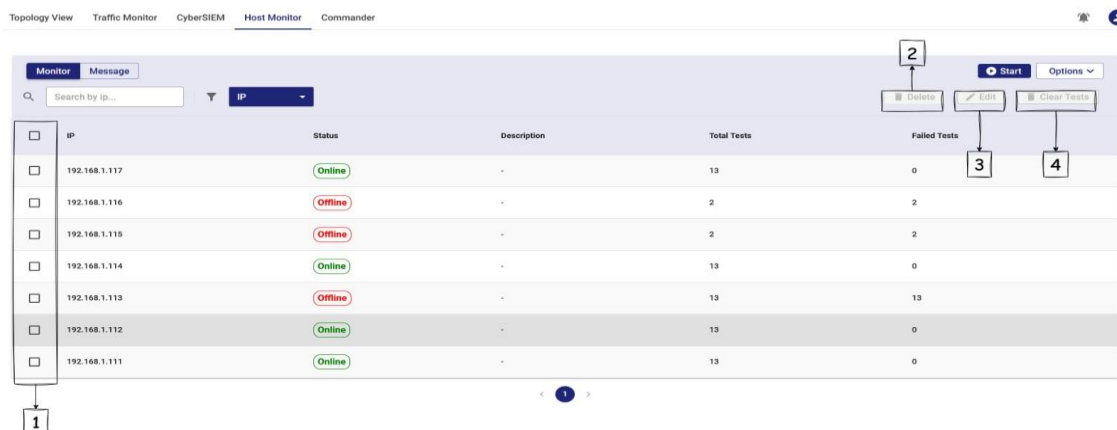 Topology View Traffic Monitor CyberSIEM Host Monitor Commander
2
Monitor Message Start Options
Search by ip... IP Delete Edit Clear Tests
IP Status Description Total Tests Failed Tests
3 4
192.168.1.117 Online - 13 0
192.168.1.116 Offline - 2 2
192.168.1.115 Offline - 2 2
192.168.1.114 Online - 13 0
192.168.1.113 Offline - 13 13
192.168.1.112 Online - 13 0
192.168.1.111 Online - 13 0
< 1 >
1